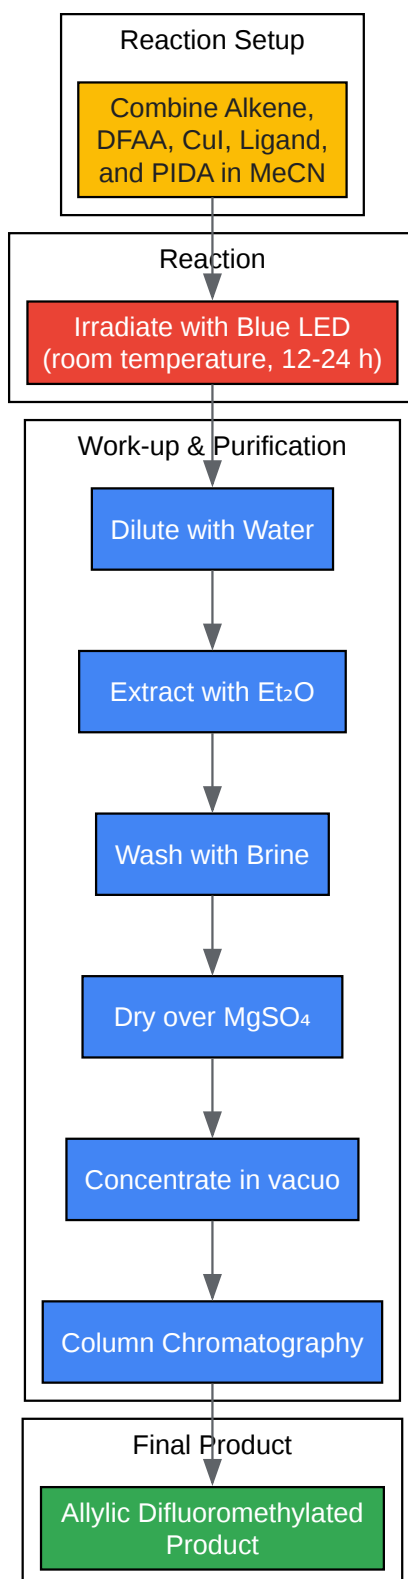 Reaction Setup
Combine Alkene,
DFAA, CuI, Ligand,
and PIDA in MeCN
Reaction
Irradiate with Blue LED
(room temperature, 12-24 h)
Work-up & Purification
Dilute with Water
Extract with Et₂O
Wash with Brine
Dry over MgSO₄
Concentrate in vacuo
Column Chromatography
Final Product
Allylic Difluoromethylated
Product